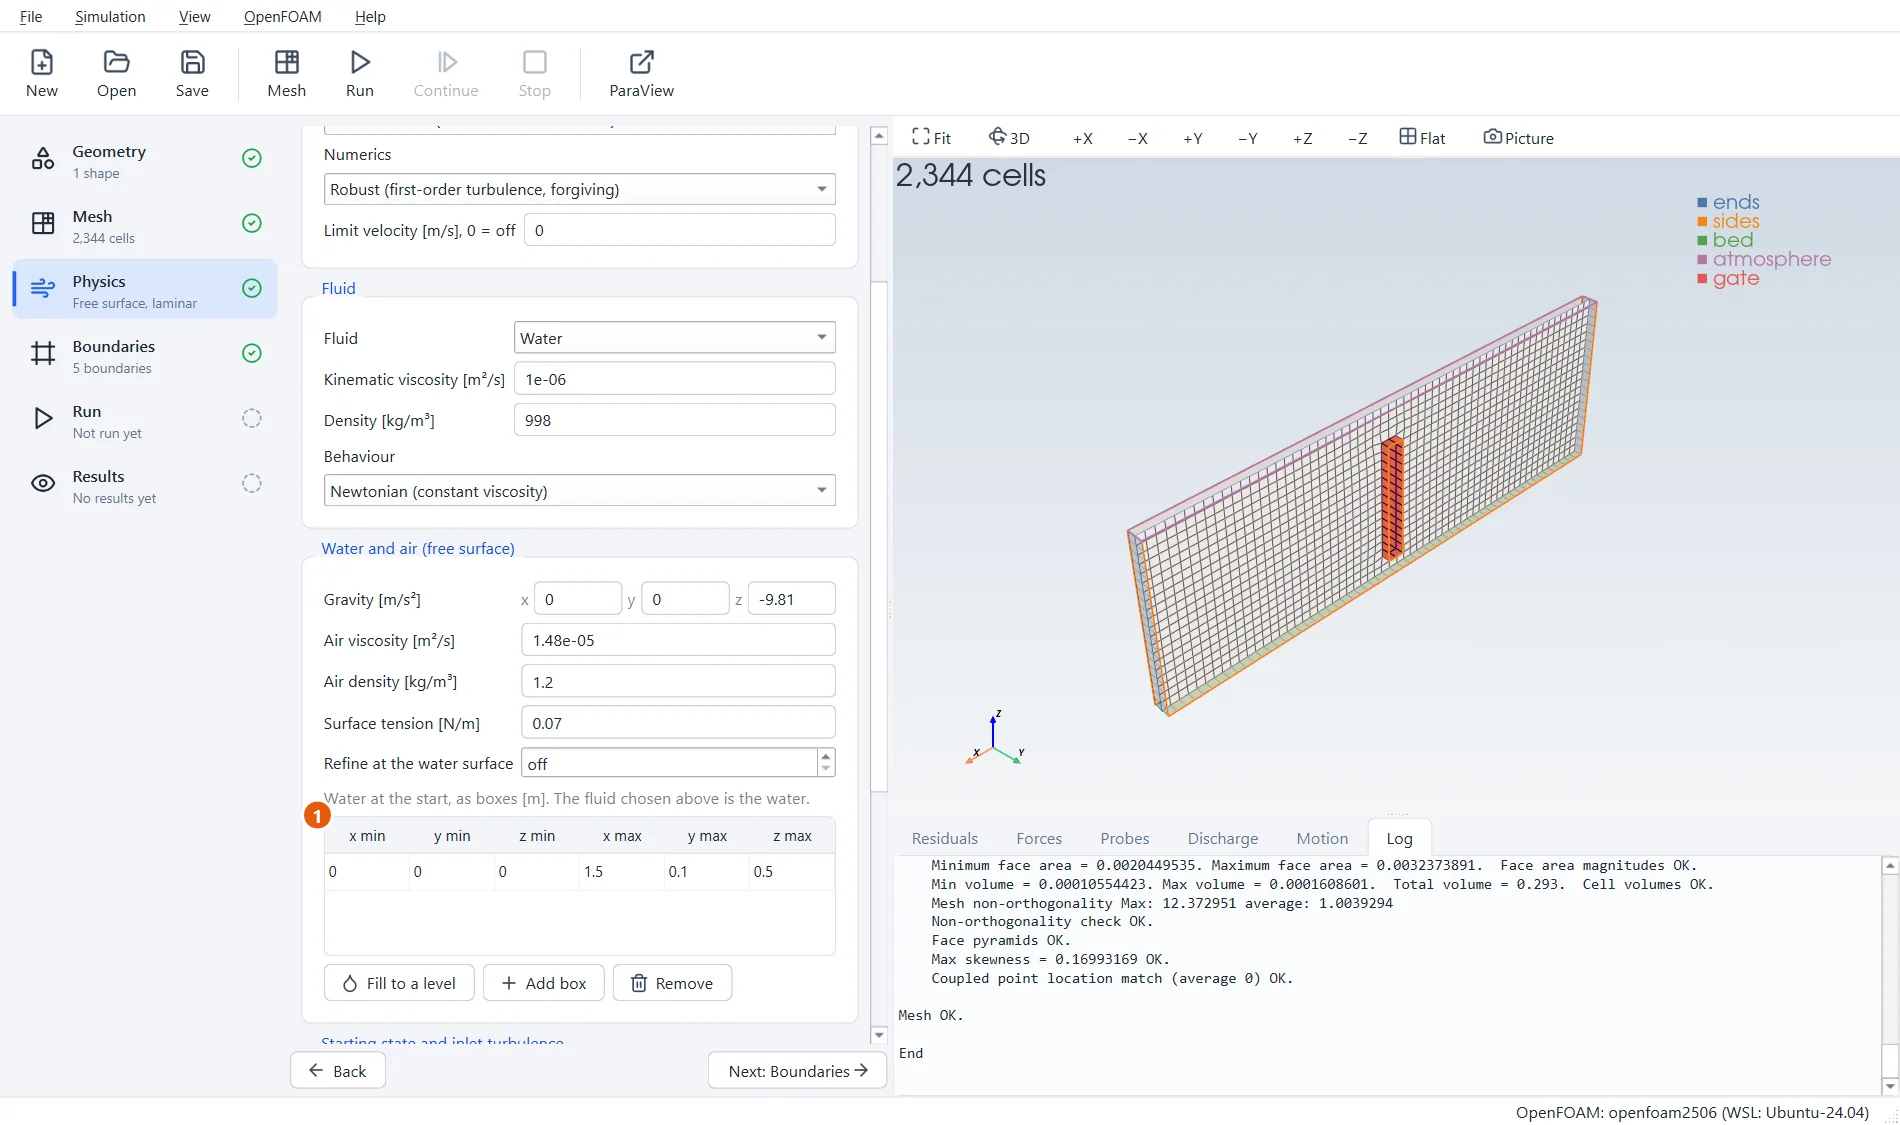 File Simulation View OpenFOAM Help
New Open Save Mesh Run Continue Stop ParaView
Geometry
1 shape
Mesh
2,344 cells
Physics
Free surface, laminar
Boundaries
5 boundaries
Run
Not run yet
Results
No results yet
Numerics
Robust (first-order turbulence, forgiving)
Limit velocity [m/s], 0 = off 0
Fluid
Fluid Water
Kinematic viscosity [m²/s] 1e-06
Density [kg/m³] 998
Behaviour
Newtonian (constant viscosity)
Water and air (free surface)
Gravity [m/s²] x 0 y 0 z -9.81
Air viscosity [m²/s] 1.48e-05
Air density [kg/m³] 1.2
Surface tension [N/m] 0.07
Refine at the water surface off
Water at the start, as boxes [m]. The fluid chosen above is the water.
1
x min y min z min x max y max z max
0 0 0 1.5 0.1 0.5
Fill to a level Add box Remove
Starting state and inlet turbulence
Back Next: Boundaries
Fit 3D +X −X +Y −Y +Z −Z Flat Picture
2,344 cells
ends
sides
bed
atmosphere
gate
Z
X Y
Residuals Forces Probes Discharge Motion Log
Minimum face area = 0.0020449535. Maximum face area = 0.0032373891.  Face area magnitudes OK.
Min volume = 0.00010554423. Max volume = 0.0001608601.  Total volume = 0.293.  Cell volumes OK.
Mesh non-orthogonality Max: 12.372951 average: 1.0039294
Non-orthogonality check OK.
Face pyramids OK.
Max skewness = 0.16993169 OK.
Coupled point location match (average 0) OK.
Mesh OK.
End
OpenFOAM: openfoam2506 (WSL: Ubuntu-24.04)